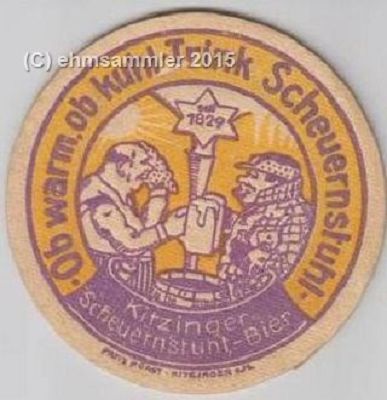 (C) ehmsammler 2015
·Ob warm, ob kühl Trink Scheuernstuhl·
seit
1829
Kitzinger
Scheuernstuhl-Bier